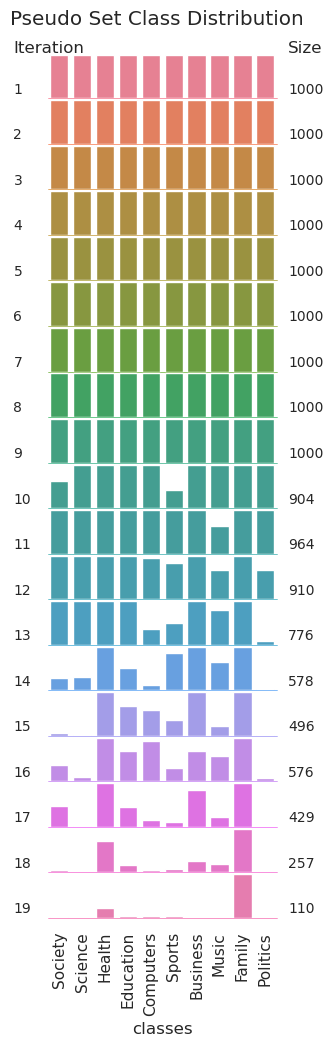 Pseudo Set Class Distribution
Iteration Size
1 1000
2 1000
3 1000
4 1000
5 1000
6 1000
7 1000
8 1000
9 1000
10 904
11 964
12 910
13 776
14 578
15 496
16 576
17 429
18 257
19 110
Society
Science
Health
Education
Computers
Sports
Business
Music
Family
Politics
classes